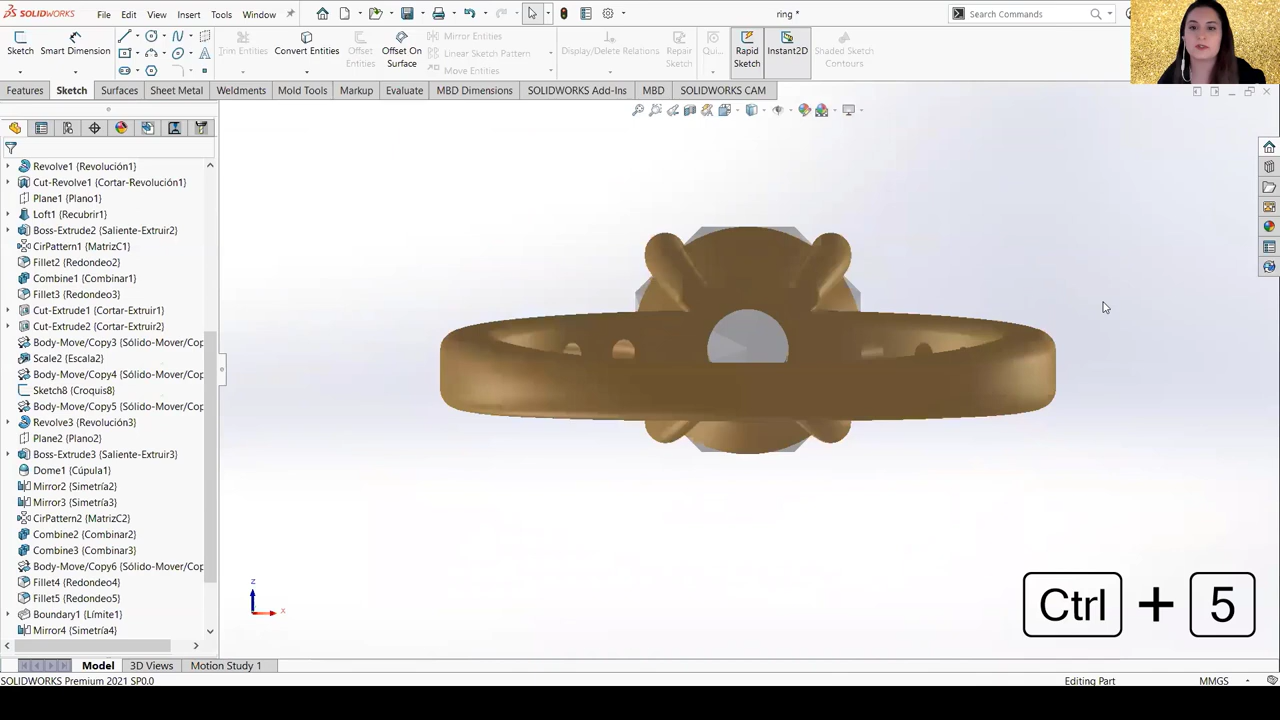 SOLIDWORKS File Edit View Insert Tools Window ring * Search Commands
Sketch Smart Dimension Trim Entities Convert Entities Offset Entities Offset On Surface Mirror Entities Linear Sketch Pattern Move Entities Display/Delete Relations Repair Sketch Qui... Rapid Sketch Instant2D Shaded Sketch Contours
Features Sketch Surfaces Sheet Metal Weldments Mold Tools Markup Evaluate MBD Dimensions SOLIDWORKS Add-Ins MBD SOLIDWORKS CAM
Revolve1 (Revolución1)
Cut-Revolve1 (Cortar-Revolución1)
Plane1 (Plano1)
Loft1 (Recubrir1)
Boss-Extrude2 (Saliente-Extruir2)
CirPattern1 (MatrizC1)
Fillet2 (Redondeo2)
Combine1 (Combinar1)
Fillet3 (Redondeo3)
Cut-Extrude1 (Cortar-Extruir1)
Cut-Extrude2 (Cortar-Extruir2)
Body-Move/Copy3 (Sólido-Mover/Cop
Scale2 (Escala2)
Body-Move/Copy4 (Sólido-Mover/Cop
Sketch8 (Croquis8)
Body-Move/Copy5 (Sólido-Mover/Cop
Revolve3 (Revolución3)
Plane2 (Plano2)
Boss-Extrude3 (Saliente-Extruir3)
Dome1 (Cúpula1)
Mirror2 (Simetría2)
Mirror3 (Simetría3)
CirPattern2 (MatrizC2)
Combine2 (Combinar2)
Combine3 (Combinar3)
Body-Move/Copy6 (Sólido-Mover/Cop
Fillet4 (Redondeo4)
Fillet5 (Redondeo5)
Boundary1 (Límite1)
Mirror4 (Simetría4)
z
x
Ctrl + 5
Model 3D Views Motion Study 1
SOLIDWORKS Premium 2021 SP0.0 Editing Part MMGS